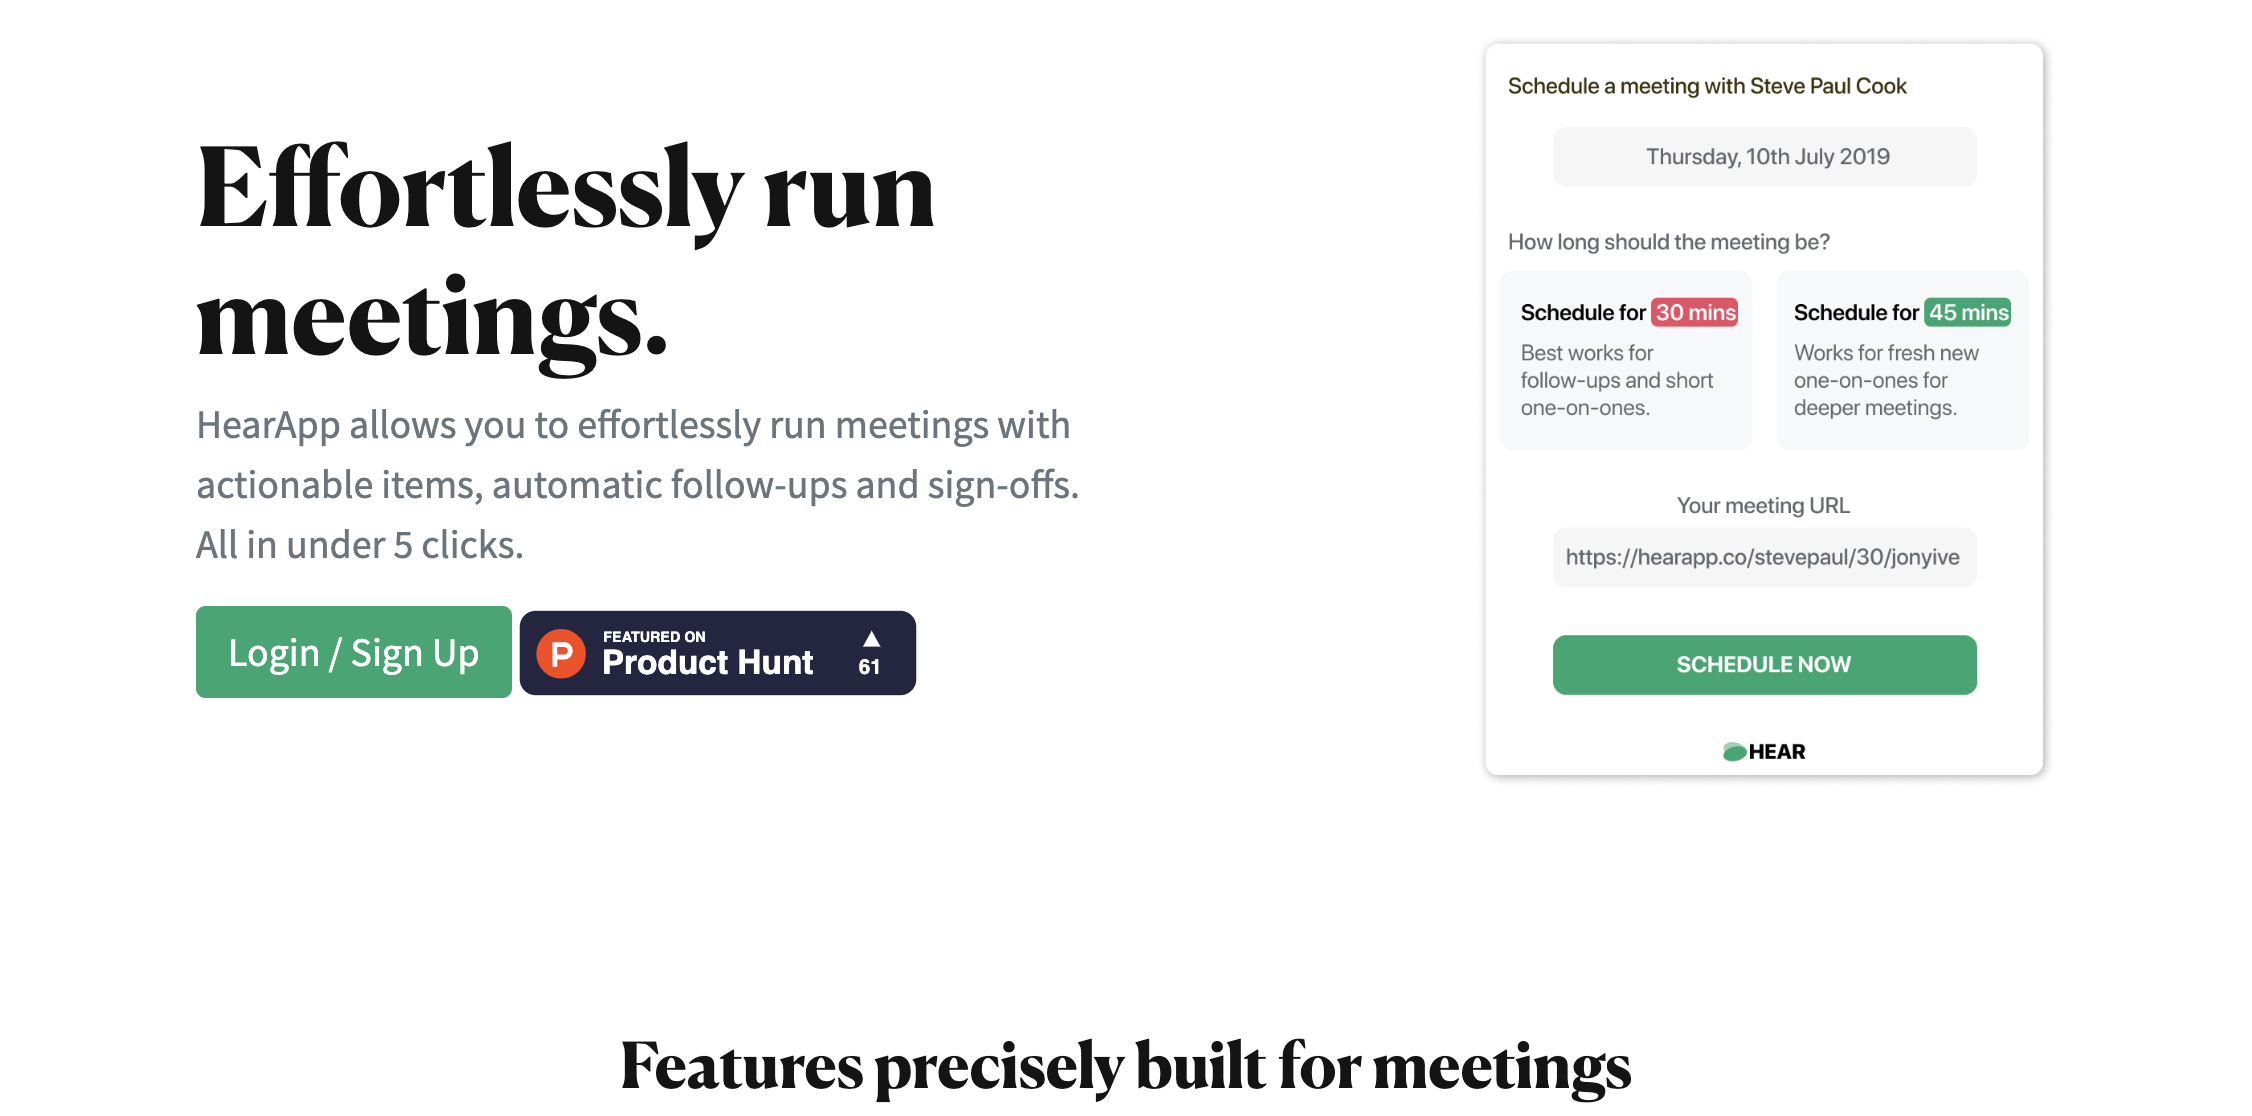 Effortlessly run
meetings.
HearApp allows you to effortlessly run meetings with
actionable items, automatic follow-ups and sign-offs.
All in under 5 clicks.
Login / Sign Up
P
FEATURED ON
Product Hunt
▲
61
Schedule a meeting with Steve Paul Cook
Thursday, 10th July 2019
How long should the meeting be?
Schedule for 30 mins
Best works for
follow-ups and short
one-on-ones.
Schedule for 45 mins
Works for fresh new
one-on-ones for
deeper meetings.
Your meeting URL
https://hearapp.co/stevepaul/30/jonyive
SCHEDULE NOW
HEAR
Features precisely built for meetings